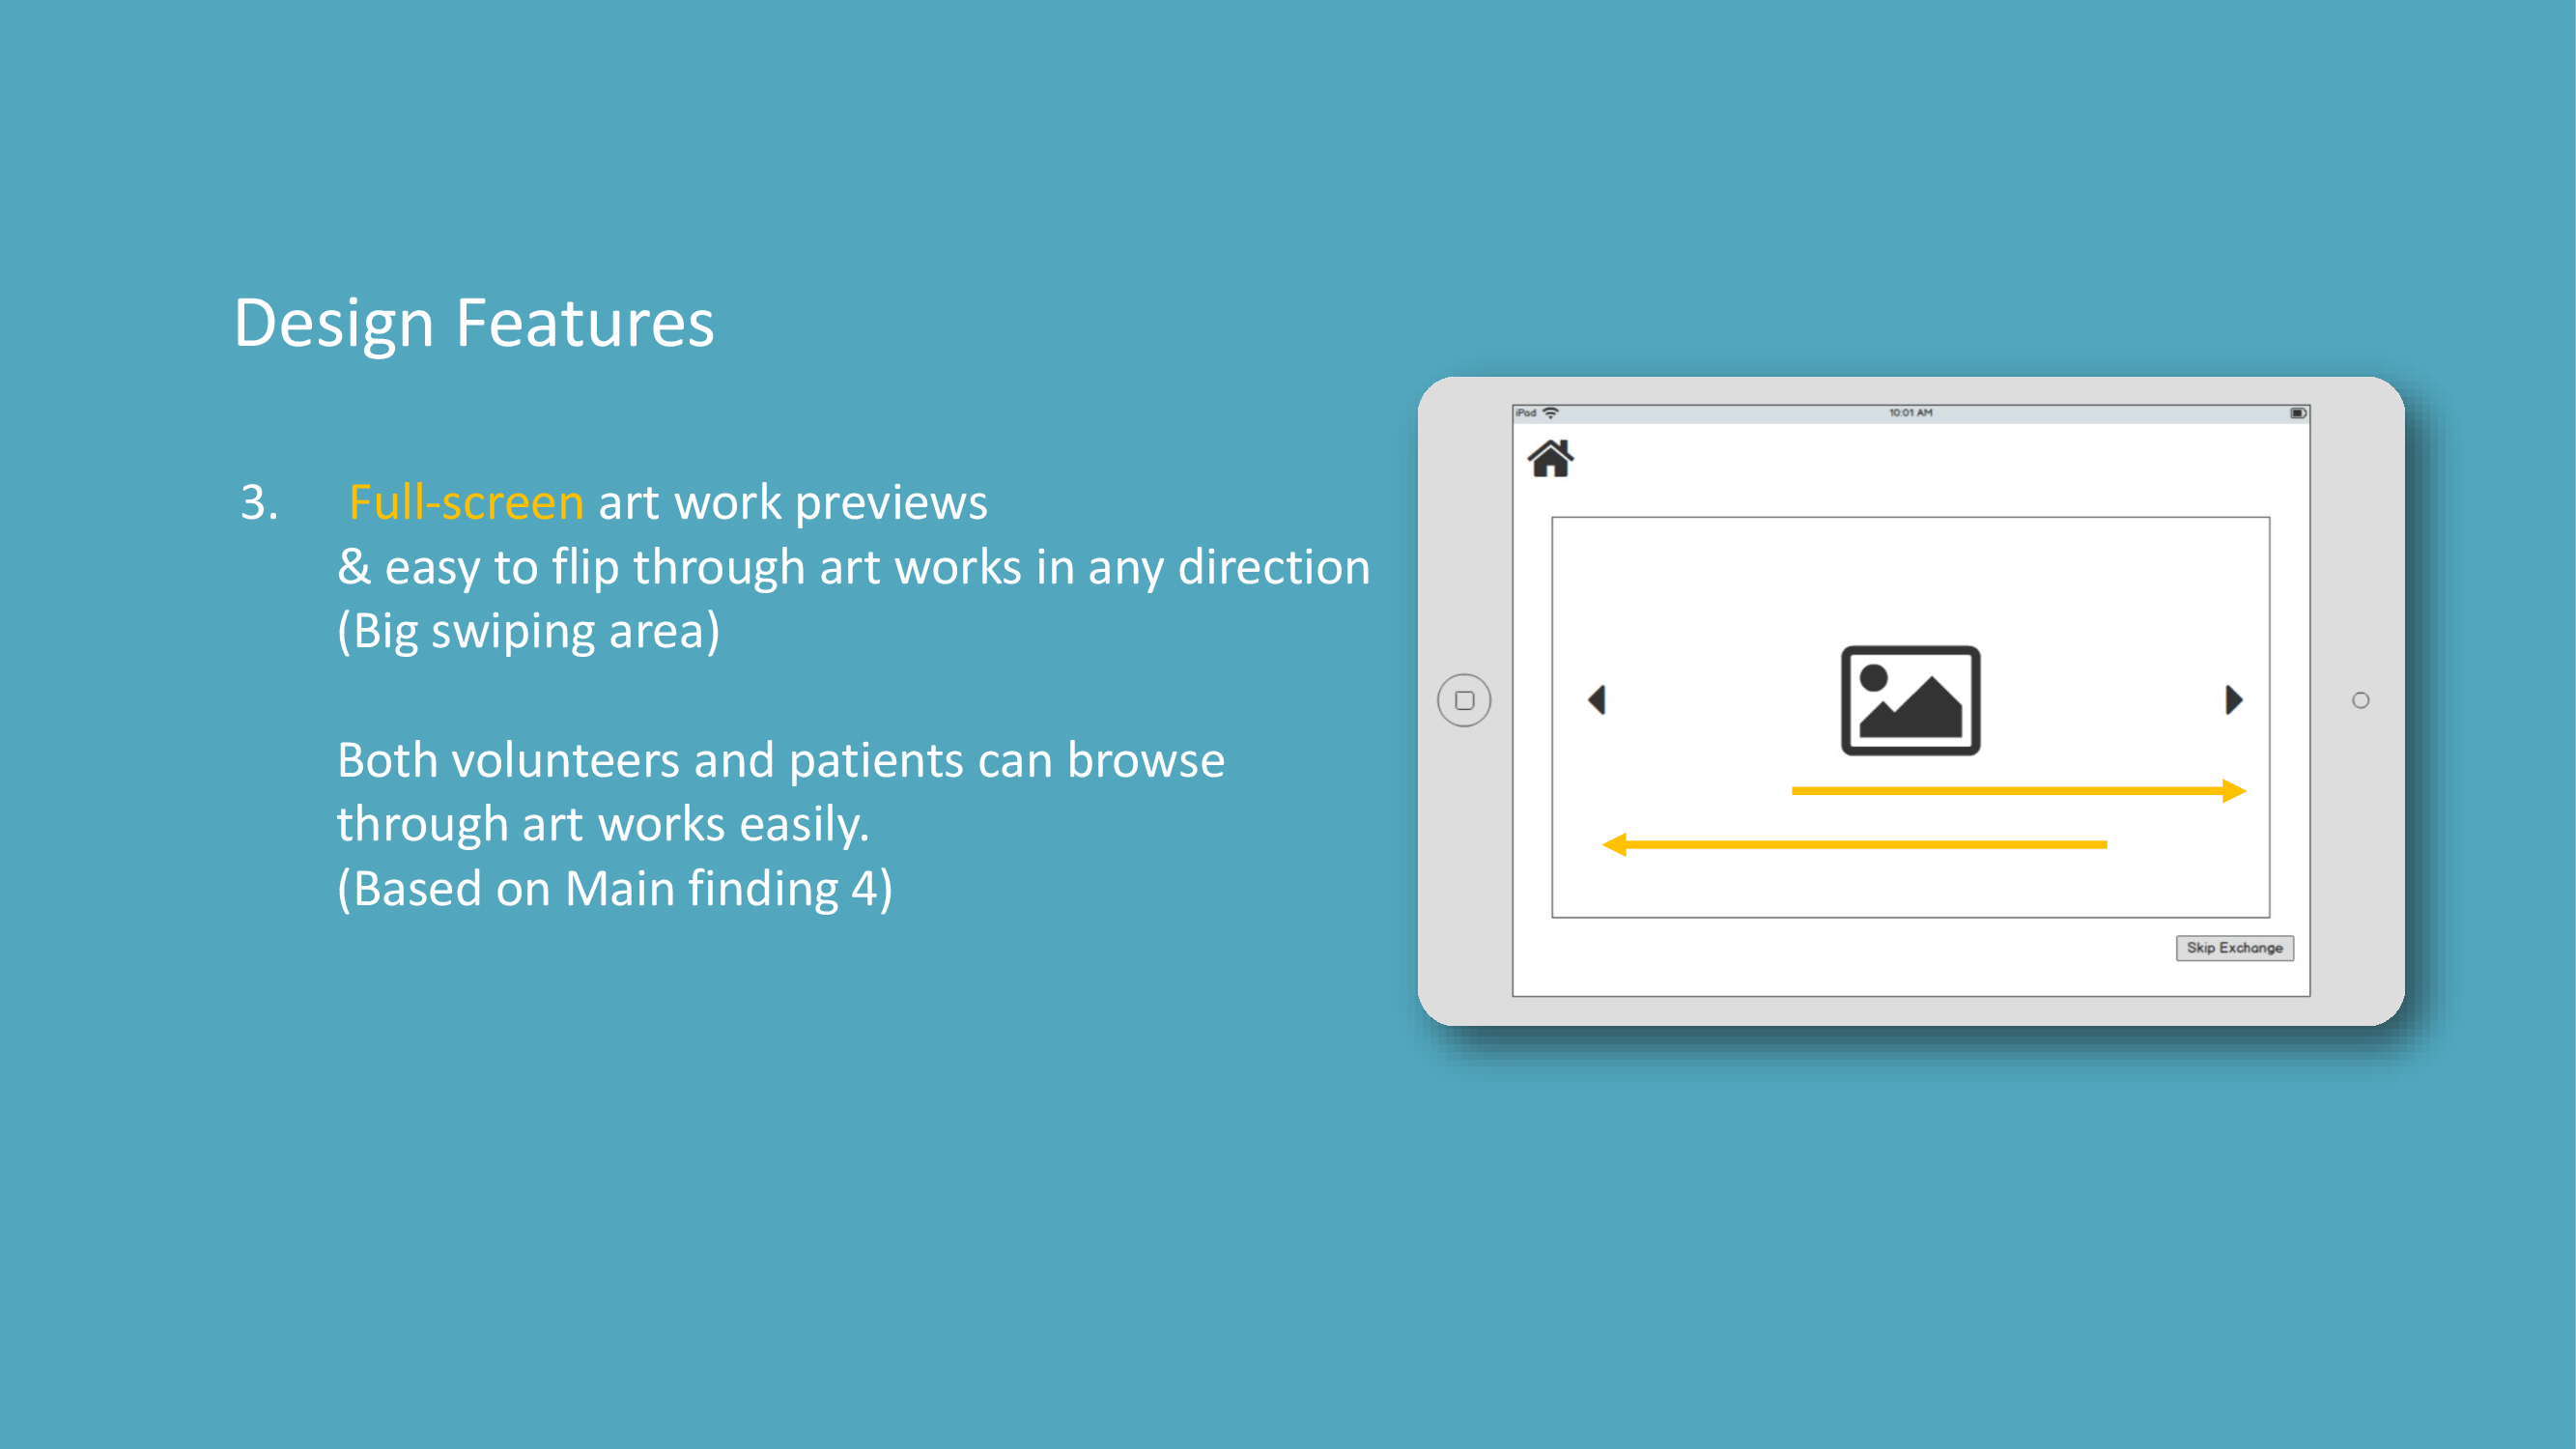 Design Features
3. Full-screen art work previews
& easy to flip through art works in any direction
(Big swiping area)
Both volunteers and patients can browse
through art works easily.
(Based on Main finding 4)
iPad 10:01 AM
Skip Exchange